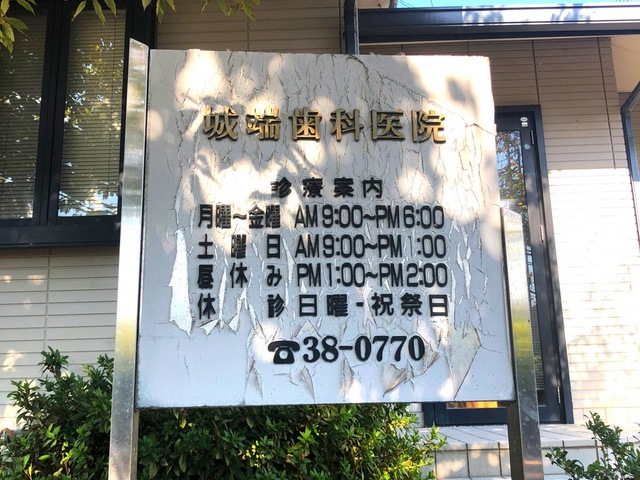 城端歯科医院
診療案内
月曜~金曜 AM9:00~PM6:00
土曜日 AM9:00~PM1:00
昼休み PM1:00~PM2:00
休診 日曜・祝祭日
☎38-0770